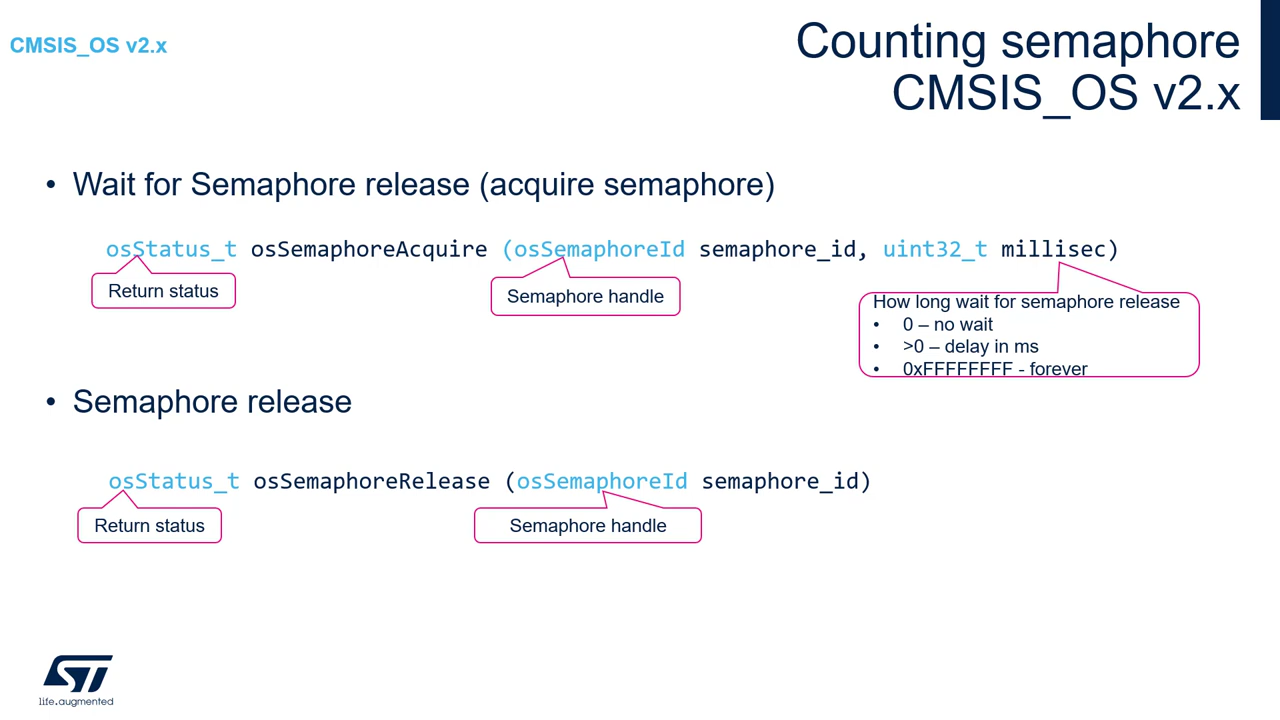 CMSIS_OS v2.x
Counting semaphore
CMSIS_OS v2.x
• Wait for Semaphore release (acquire semaphore)
osStatus_t osSemaphoreAcquire (osSemaphoreId semaphore_id, uint32_t millisec)
Return status
Semaphore handle
How long wait for semaphore release
• 0 – no wait
• >0 – delay in ms
• 0xFFFFFFFF - forever
• Semaphore release
osStatus_t osSemaphoreRelease (osSemaphoreId semaphore_id)
Return status
Semaphore handle
ST
life.augmented